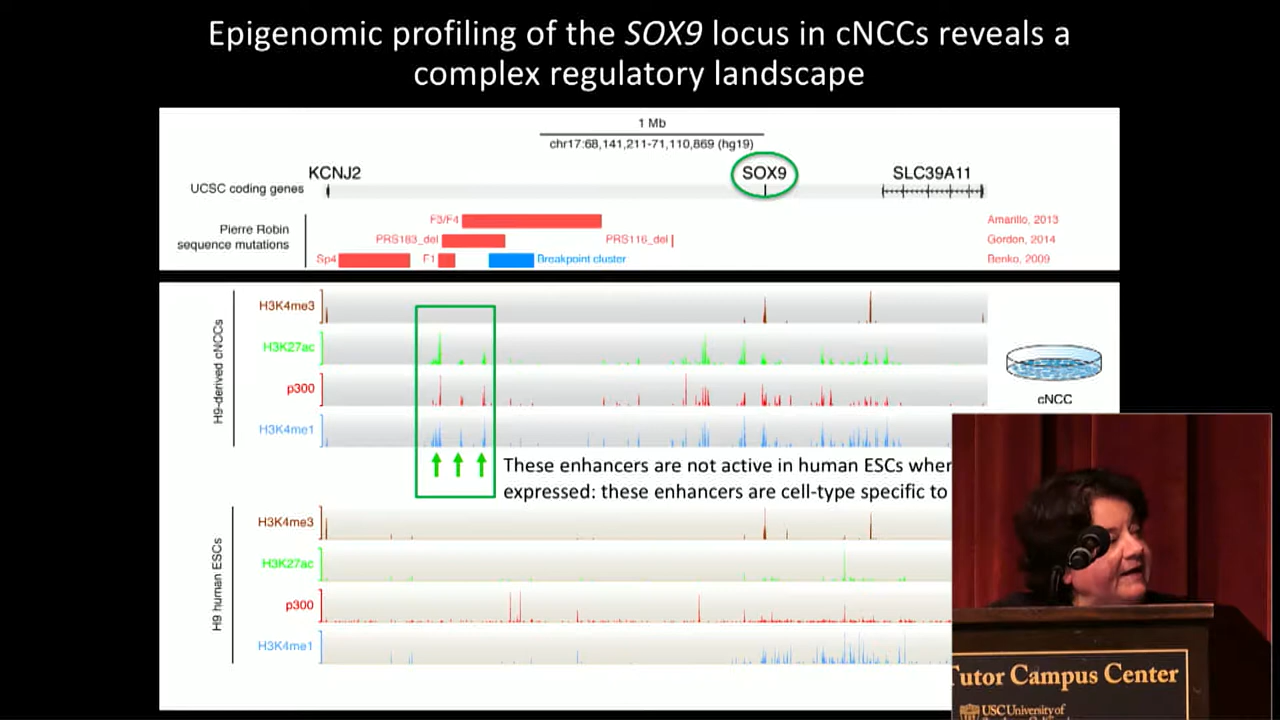 Epigenomic profiling of the SOX9 locus in cNCCs reveals a
complex regulatory landscape
1 Mb
chr17:68,141,211-71,110,869 (hg19)
KCNJ2
SOX9
SLC39A11
UCSC coding genes
Pierre Robin
sequence mutations
F3/F4
Amarillo, 2013
PRS183_del
PRS116_del
Gordon, 2014
Sp4
F1
Breakpoint cluster
Benko, 2009
H9-derived cNCCs
H3K4me3
H3K27ac
p300
H3K4me1
cNCC
These enhancers are not active in human ESCs wher
expressed: these enhancers are cell-type specific to
H9 human ESCs
H3K4me3
H3K27ac
p300
H3K4me1
Tutor Campus Center
USC University of